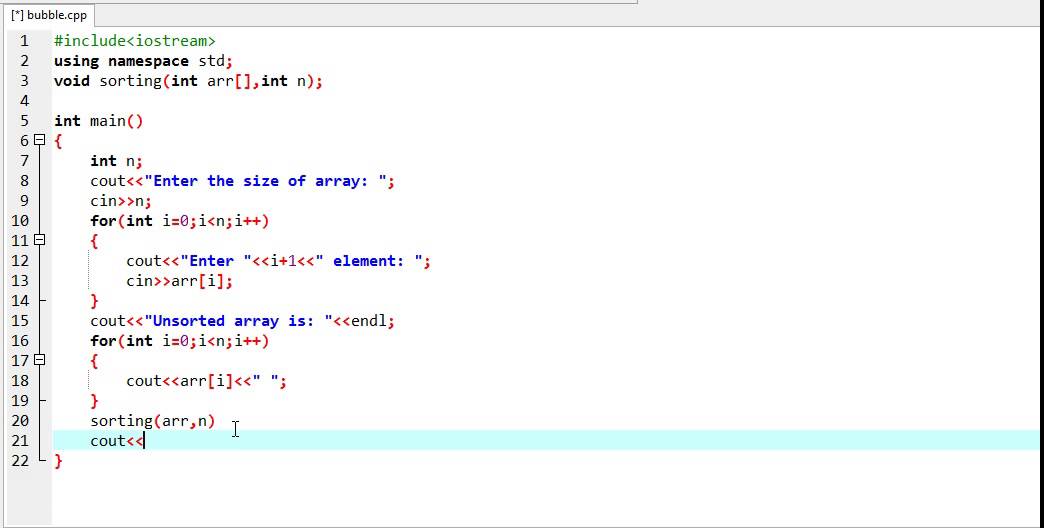 [*] bubble.cpp
1 #include<iostream>
2 using namespace std;
3 void sorting(int arr[],int n);
4
5 int main()
6 {
7 int n;
8 cout<<"Enter the size of array: ";
9 cin>>n;
10 for(int i=0;i<n;i++)
11 {
12 cout<<"Enter "<<i+1<<" element: ";
13 cin>>arr[i];
14 }
15 cout<<"Unsorted array is: "<<endl;
16 for(int i=0;i<n;i++)
17 {
18 cout<<arr[i]<<" ";
19 }
20 sorting(arr,n)
21 cout<<
22 }